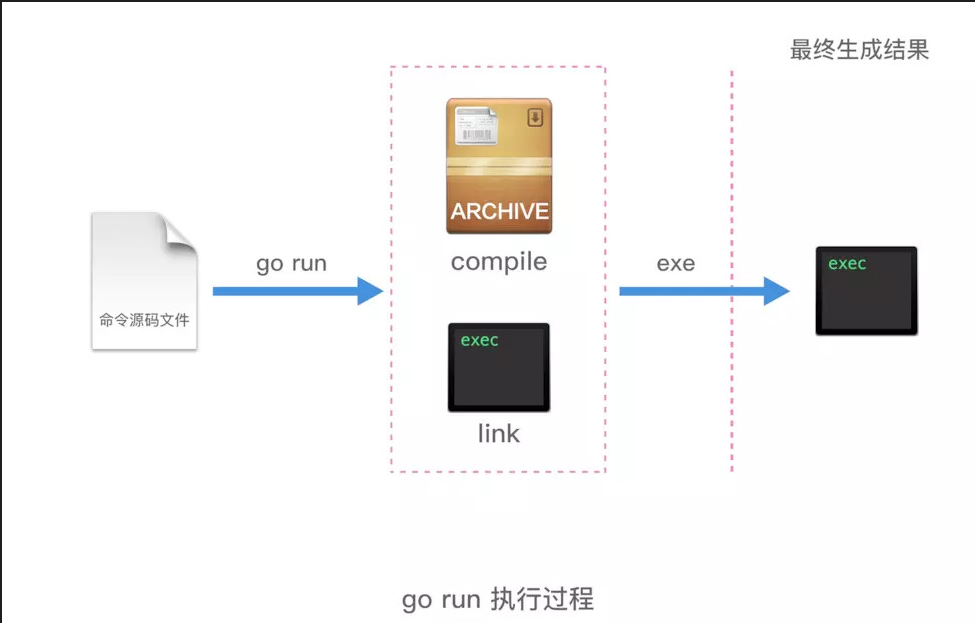 最终生成结果
ARCHIVE
go run
compile
exe
exec
命令源码文件
exec
link
go run 执行过程